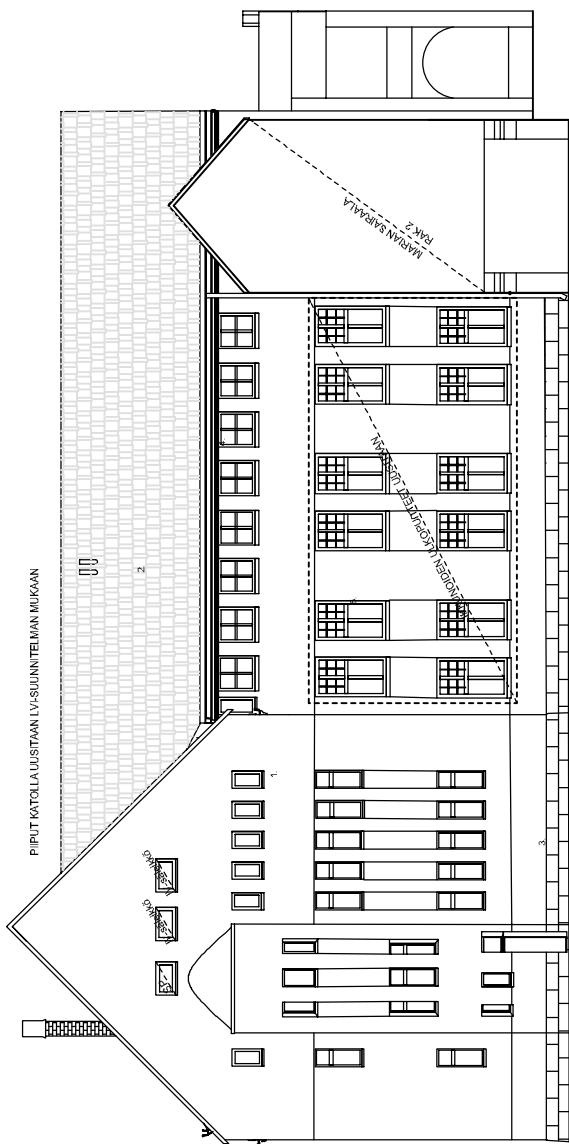 PIIPUT KATOLLA UUSITAAN LVI-SUUNNITELMAN MUKAAN
2.
MARIAN SAIRAALA
RAK 2
IKKUNOIDEN ULKOPUITTEET UUSITAAN
1.
3.